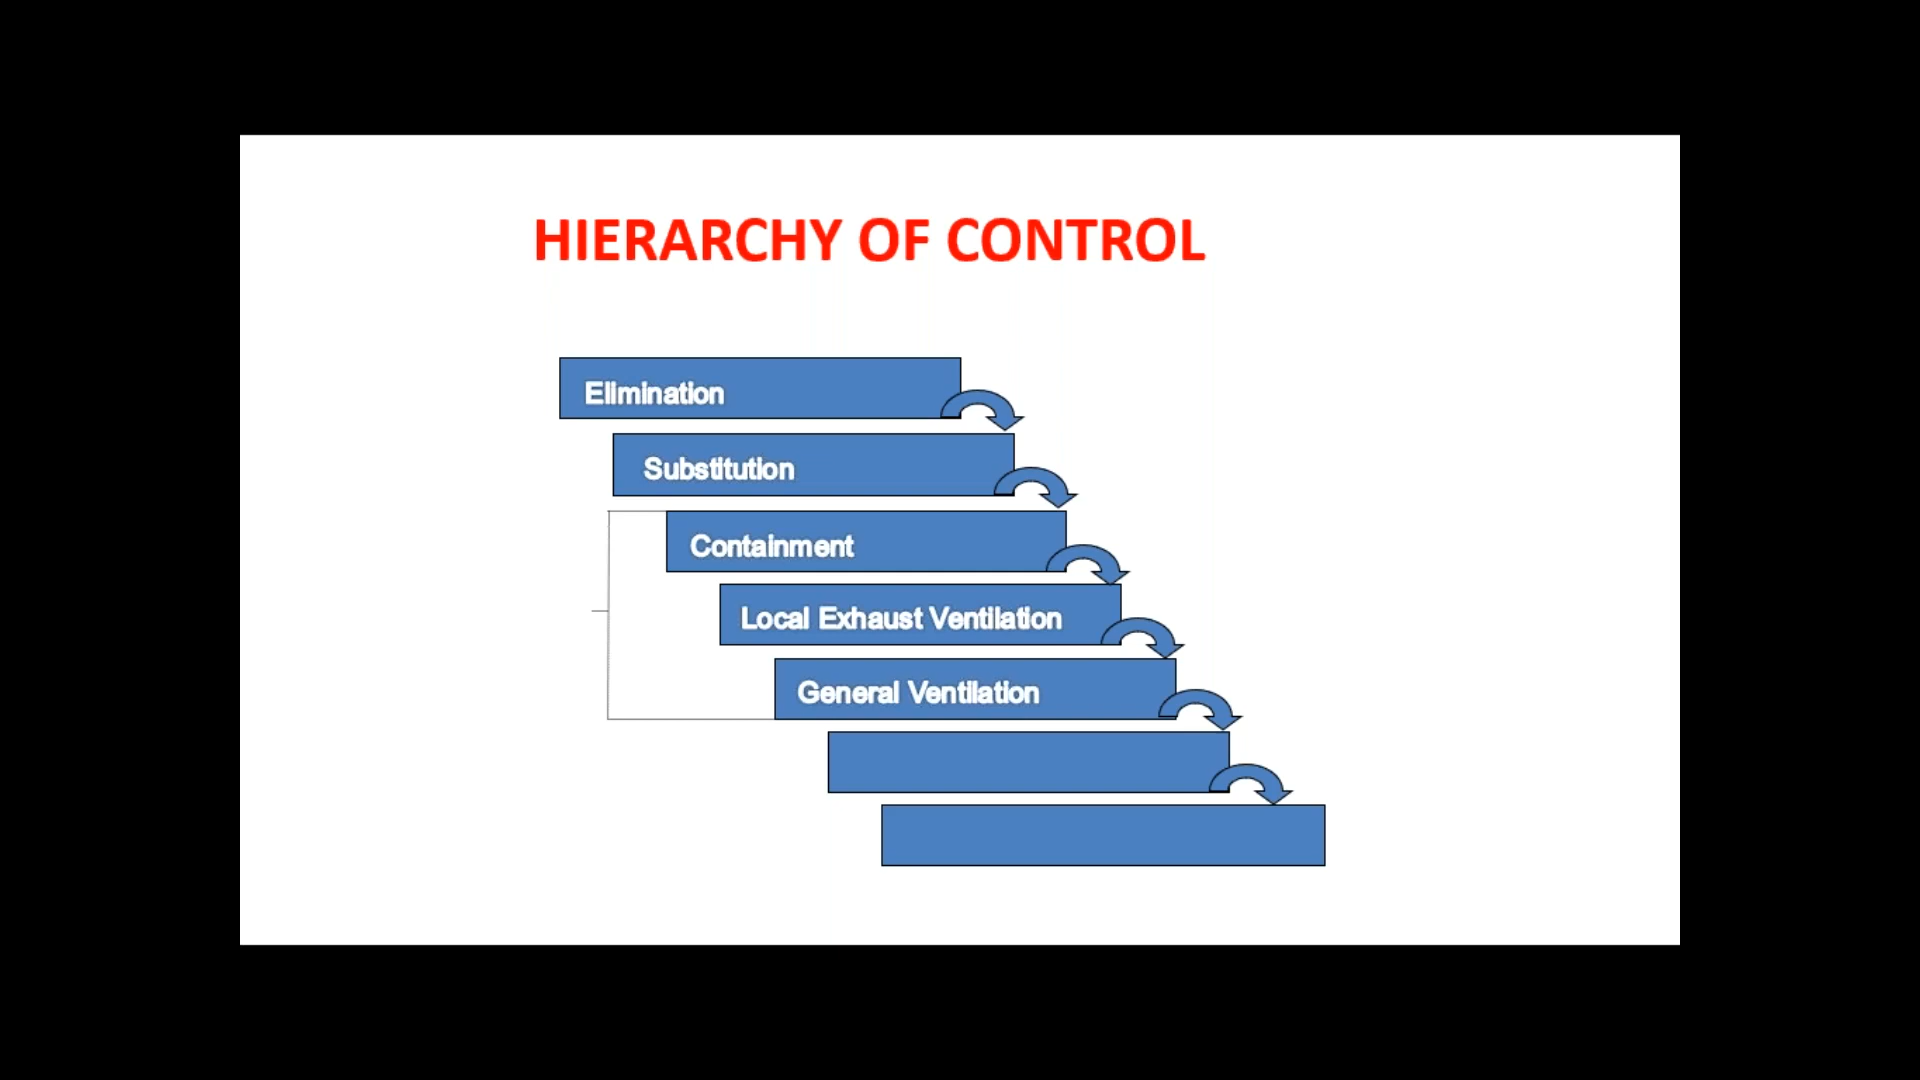 HIERARCHY OF CONTROL
Elimination
Substitution
Containment
Local Exhaust Ventilation
General Ventilation